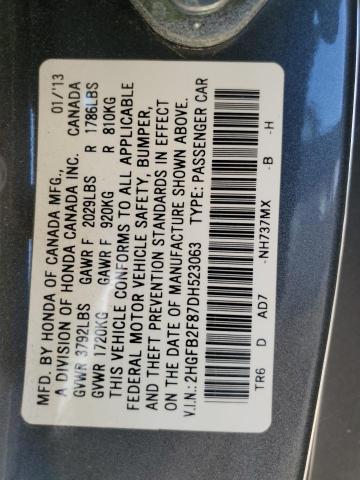 MFD. BY HONDA OF CANADA MFG., 01/13
A DIVISION OF HONDA CANADA INC. CANADA
GVWR 3792LBS GAWR F 2029LBS R 1786LBS
GVWR 1720KG GAWR F 920KG R 810KG
THIS VEHICLE CONFORMS TO ALL APPLICABLE
FEDERAL MOTOR VEHICLE SAFETY, BUMPER,
AND THEFT PREVENTION STANDARDS IN EFFECT
ON THE DATE OF MANUFACTURE SHOWN ABOVE.
V.I.N.: 2HGFB2F87DH523063 TYPE: PASSENGER CAR
TR6 D AD7 -NH737MX -B -H